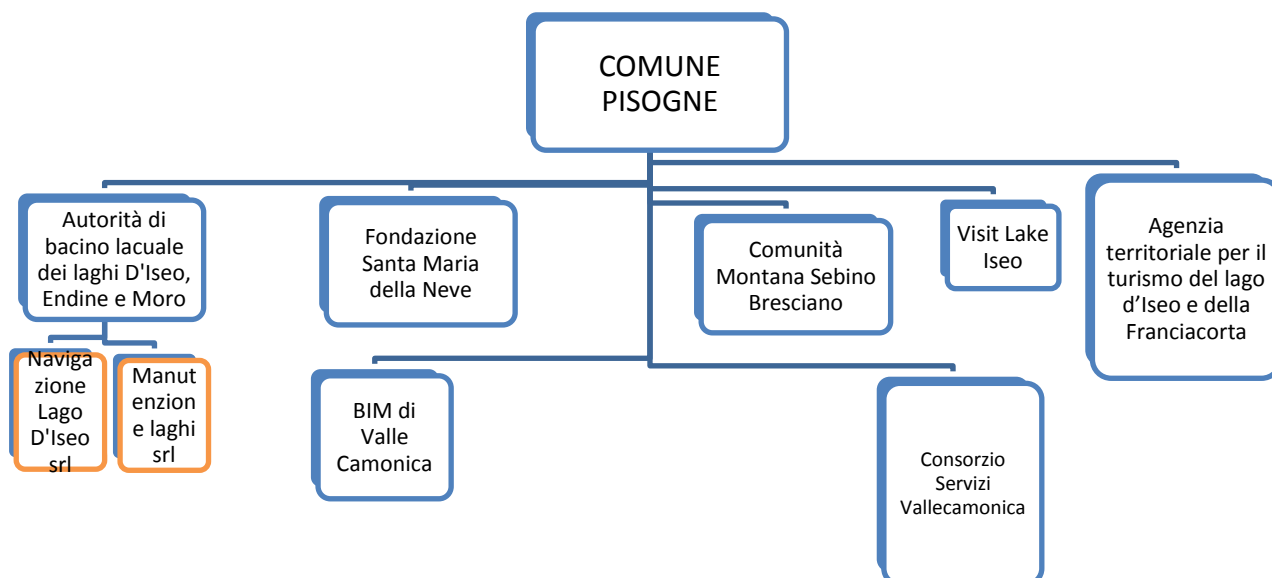 COMUNE
PISOGNE
Autorità di
bacino lacuale
dei laghi D'Iseo,
Endine e Moro
Fondazione
Santa Maria
della Neve
Comunità
Montana Sebino
Bresciano
Visit Lake
Iseo
Agenzia
territoriale per il
turismo del lago
d’Iseo e della
Franciacorta
Navigа
zione
Lago
D'Iseo
srl
Manut
enzion
e laghi
srl
BIM di
Valle
Camonica
Consorzio
Servizi
Vallecamonica